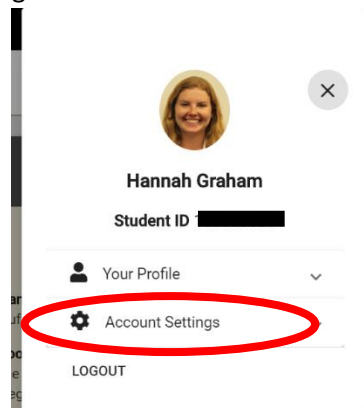 Hannah Graham
Student ID
Your Profile
Account Settings
LOGOUT